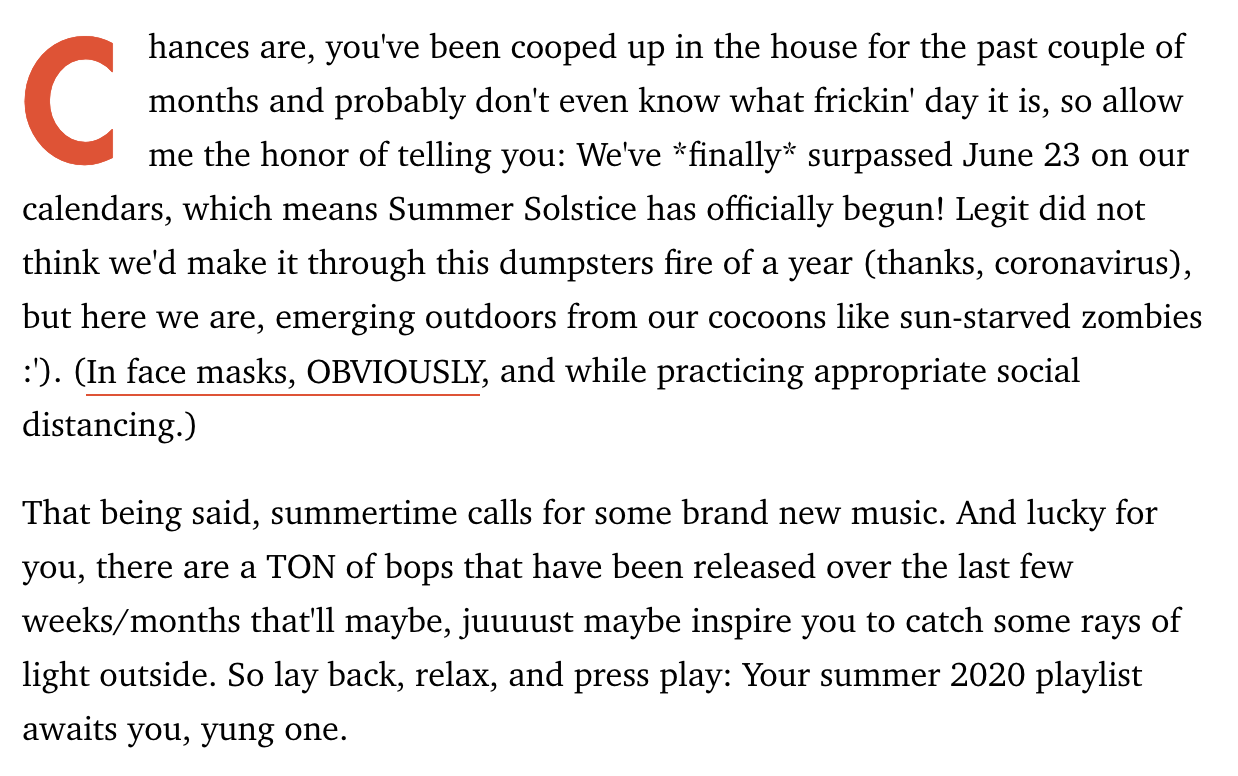 Chances are, you've been cooped up in the house for the past couple of
months and probably don't even know what frickin' day it is, so allow
me the honor of telling you: We've *finally* surpassed June 23 on our
calendars, which means Summer Solstice has officially begun! Legit did not
think we'd make it through this dumpsters fire of a year (thanks, coronavirus),
but here we are, emerging outdoors from our cocoons like sun-starved zombies
:'). (In face masks, OBVIOUSLY, and while practicing appropriate social
distancing.)
That being said, summertime calls for some brand new music. And lucky for
you, there are a TON of bops that have been released over the last few
weeks/months that'll maybe, juuuust maybe inspire you to catch some rays of
light outside. So lay back, relax, and press play: Your summer 2020 playlist
awaits you, yung one.